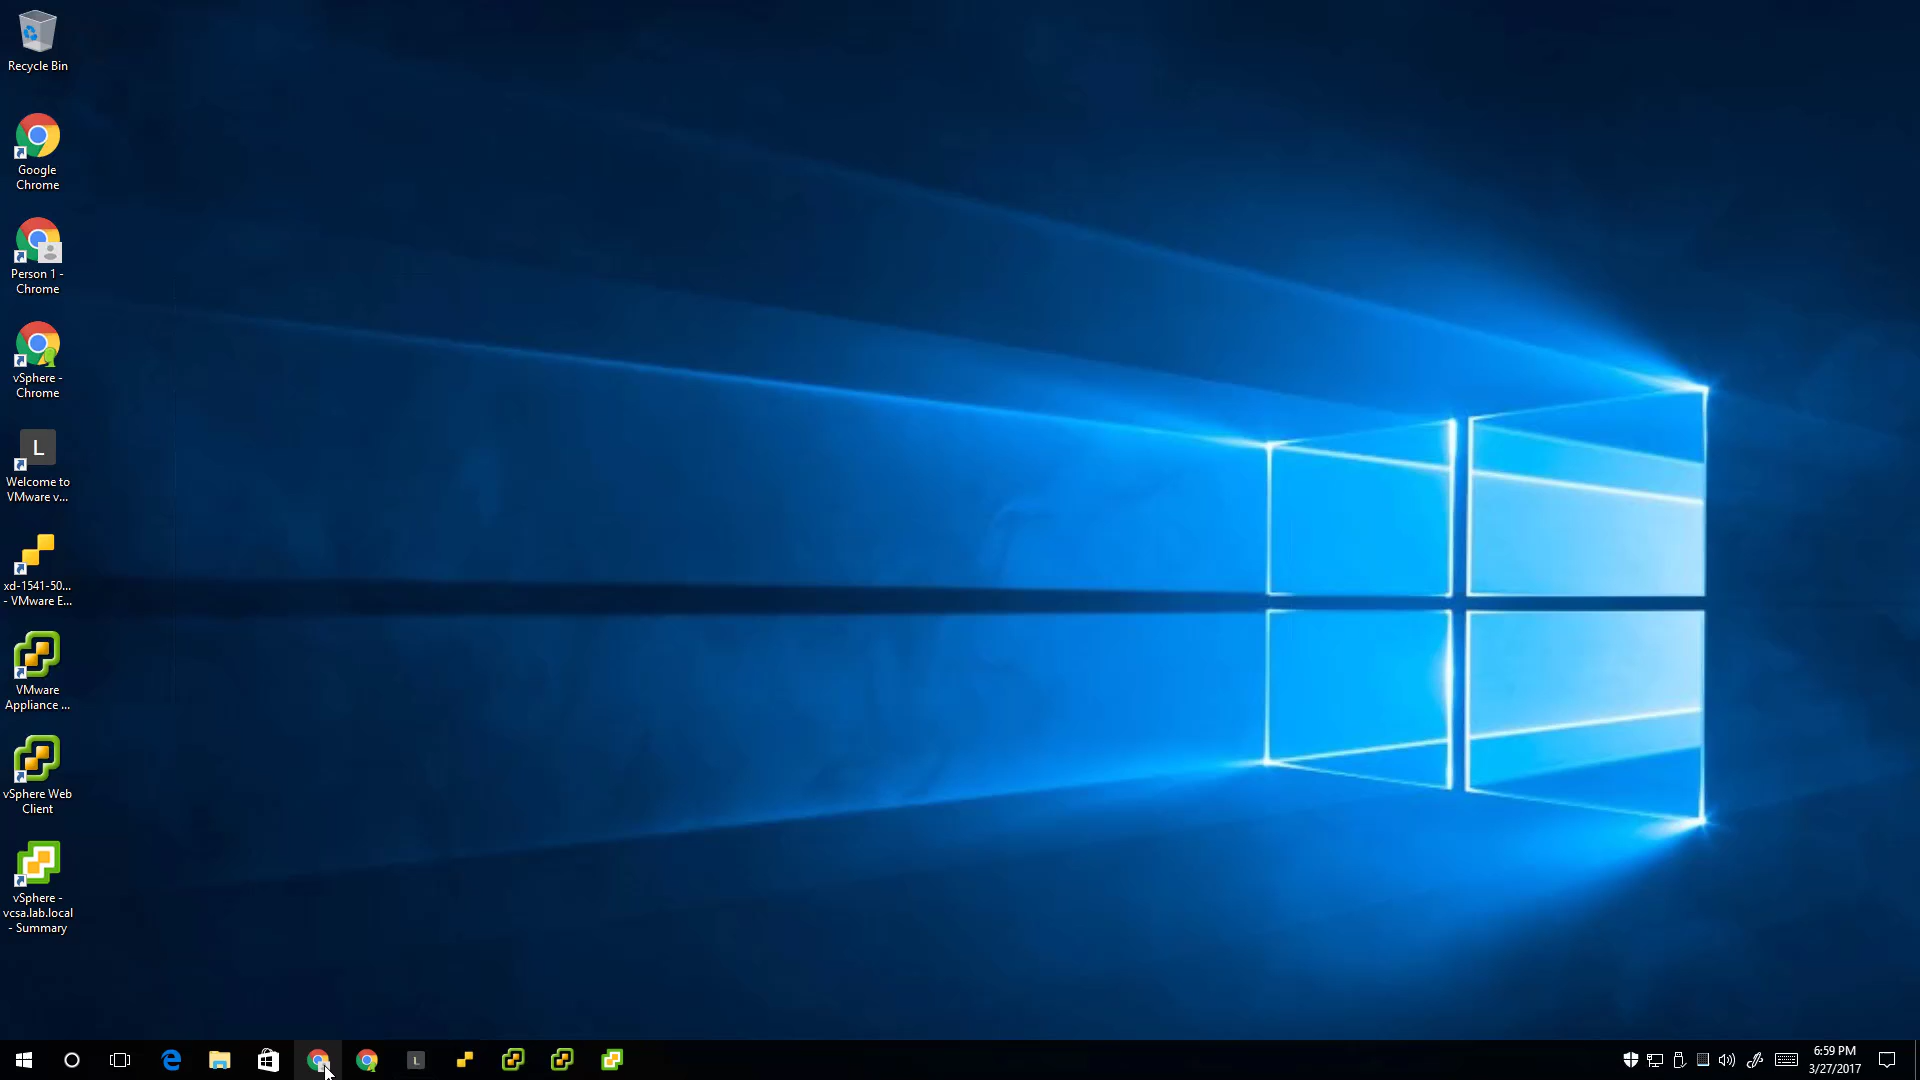 Recycle Bin
Google
Chrome
Person 1 -
Chrome
vSphere -
Chrome
L
Welcome to
VMware v...
xd-1541-50...
- VMware E...
VMware
Appliance ...
vSphere Web
Client
vSphere -
vcsa.lab.local
- Summary
L
6:59 PM
3/27/2017